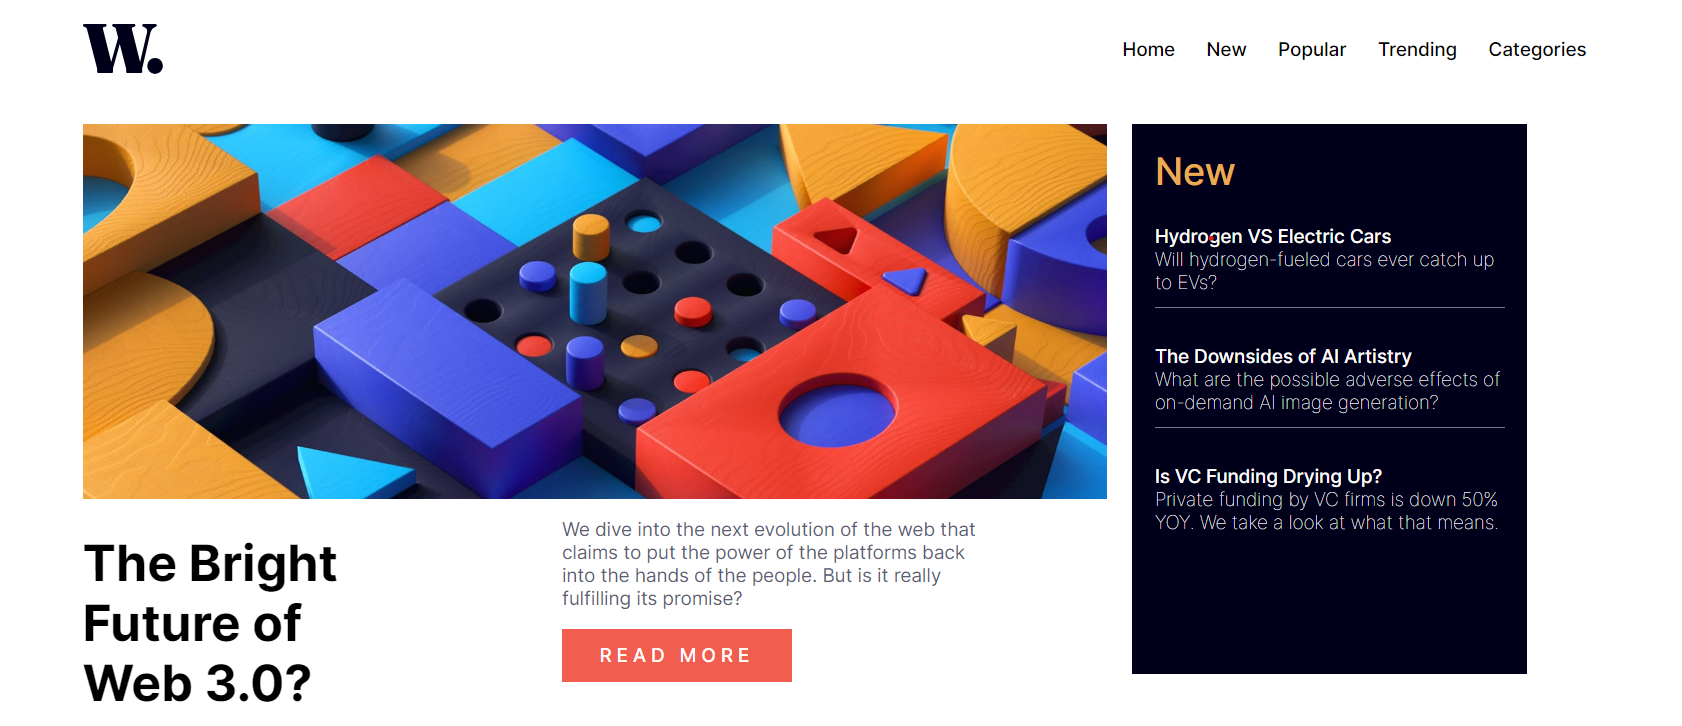 W.
Home New Popular Trending Categories
The Bright
Future of
Web 3.0?
We dive into the next evolution of the web that
claims to put the power of the platforms back
into the hands of the people. But is it really
fulfilling its promise?
READ MORE
New
Hydrogen VS Electric Cars
Will hydrogen-fueled cars ever catch up
to EVs?
The Downsides of AI Artistry
What are the possible adverse effects of
on-demand AI image generation?
Is VC Funding Drying Up?
Private funding by VC firms is down 50%
YOY. We take a look at what that means.